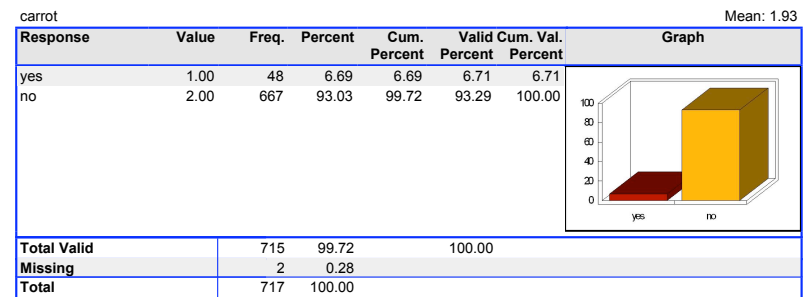 carrot Mean: 1.93
Response Value Freq. Percent Cum. Percent Valid Percent Cum. Val. Percent Graph
yes 1.00 48 6.69 6.69 6.71 6.71
no 2.00 667 93.03 99.72 93.29 100.00
100
80
60
40
20
0
yes no
Total Valid 715 99.72 100.00
Missing 2 0.28
Total 717 100.00